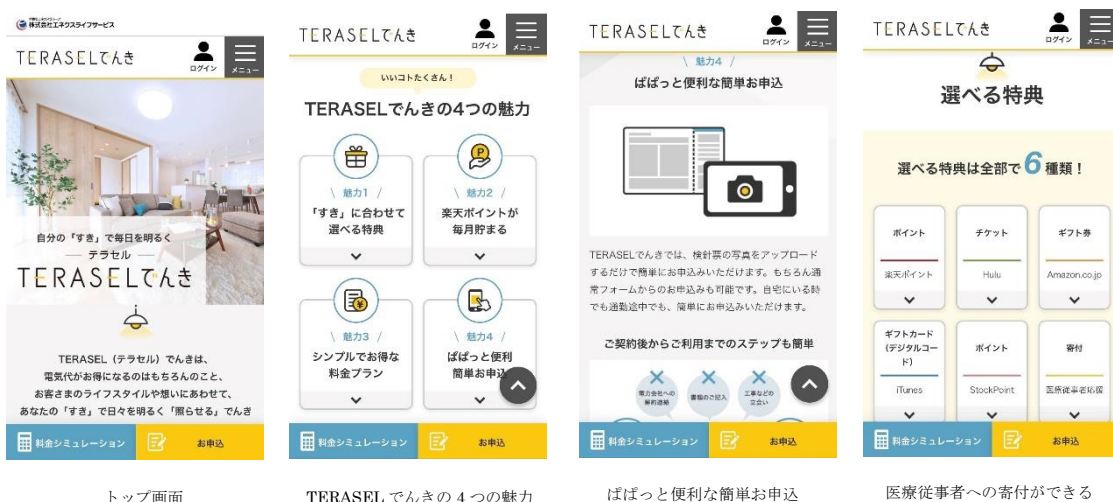 株式会社エネクスライフサービス
TERASELでんき
ログイン
メニュー
自分の「すき」で毎日を明るく
テラセル
TERASELでんき
TERASEL（テラセル）でんきは、
電気代がお得になるのはもちろんのこと、
お客さまのライフスタイルや想いにあわせて、
あなたの「すき」で日々を明るく「照らせる」でんき
料金シミュレーション
お申込
トップ画面
TERASELでんき
ログイン
メニュー
いいコトたくさん！
TERASELでんきの4つの魅力
\ 魅力1 /
「すき」に合わせて
選べる特典
\ 魅力2 /
楽天ポイントが
毎月貯まる
\ 魅力3 /
シンプルでお得な
料金プラン
\ 魅力4 /
ぱぱっと便利
簡単お申込
料金シミュレーション
お申込
TERASEL でんきの 4 つの魅力
TERASELでんき
ログイン
メニュー
\ 魅力4 /
ぱぱっと便利な簡単お申込
TERASELでんきでは、検針票の写真をアップロード
するだけで簡単にお申込みいただけます。もちろん通
常フォームからのお申込みも可能です。自宅にいる時
でも通勤途中でも、簡単にお申込みいただけます。
ご契約後からご利用までのステップも簡単
電力会社への
解約連絡
書類のご記入
工事などの
立会い
料金シミュレーション
お申込
ぱぱっと便利な簡単お申込
TERASELでんき
ログイン
メニュー
選べる特典
選べる特典は全部で6種類！
ポイント
楽天ポイント
チケット
Hulu
ギフト券
Amazon.co.jp
ギフトカード
（デジタルコー
ド）
iTunes
ポイント
StockPoint
寄付
医療従事者応援
料金シミュレーション
お申込
医療従事者への寄付ができる